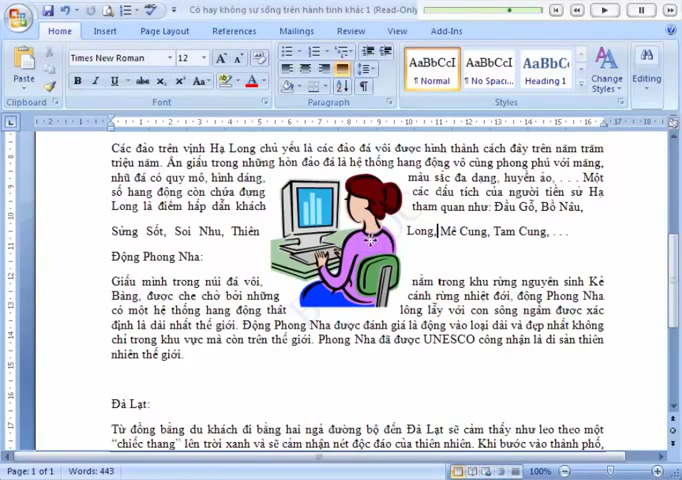 Có hay không sự sống trên hành tinh khác 1 (Read-Only
Home Insert Page Layout References Mailings Review View Add-Ins
Paste
Times New Roman 12
AaBbCcI AaBbCcI AaBbC
¶ Normal ¶ No Spaci... Heading 1
Change Styles
Editing
Clipboard Font Paragraph Styles
Các đảo trên vịnh Hạ Long chủ yếu là các đảo đá vôi được hình thành cách đây trên năm trăm
triệu năm. Ẩn giấu trong những hòn đảo đá là hệ thống hang động vô cùng phong phú với măng,
nhũ đá có quy mô, hình dáng, màu sắc đa dạng, huyền ảo, . . . Một
số hang động còn chứa đựng các dấu tích của người tiền sử Hạ
Long là điểm hấp dẫn khách tham quan như: Đầu Gỗ, Bồ Nâu,
Sửng Sốt, Soi Nhu, Thiên Long, Mê Cung, Tam Cung, . . .
Động Phong Nha:
Giấu mình trong núi đá vôi, nằm trong khu rừng nguyên sinh Kẻ
Bảng, được che chở bởi những cánh rừng nhiệt đới, động Phong Nha
có một hệ thống hang động thật lông lẫy với con sông ngầm được xác
định là dài nhất thế giới. Động Phong Nha được đánh giá là động vào loại dài và đẹp nhất không
chỉ trong khu vực mà còn trên thế giới. Phong Nha đã được UNESCO công nhận là di sản thiên
nhiên thế giới.
Đà Lạt:
Từ đồng bằng du khách đi bằng hai ngả đường bộ đến Đà Lạt sẽ cảm thấy như leo theo một
“chiếc thang” lên trời xanh và sẽ cảm nhận nét độc đáo của thiên nhiên. Khi bước vào thành phố,
Page: 1 of 1 Words: 443 100%